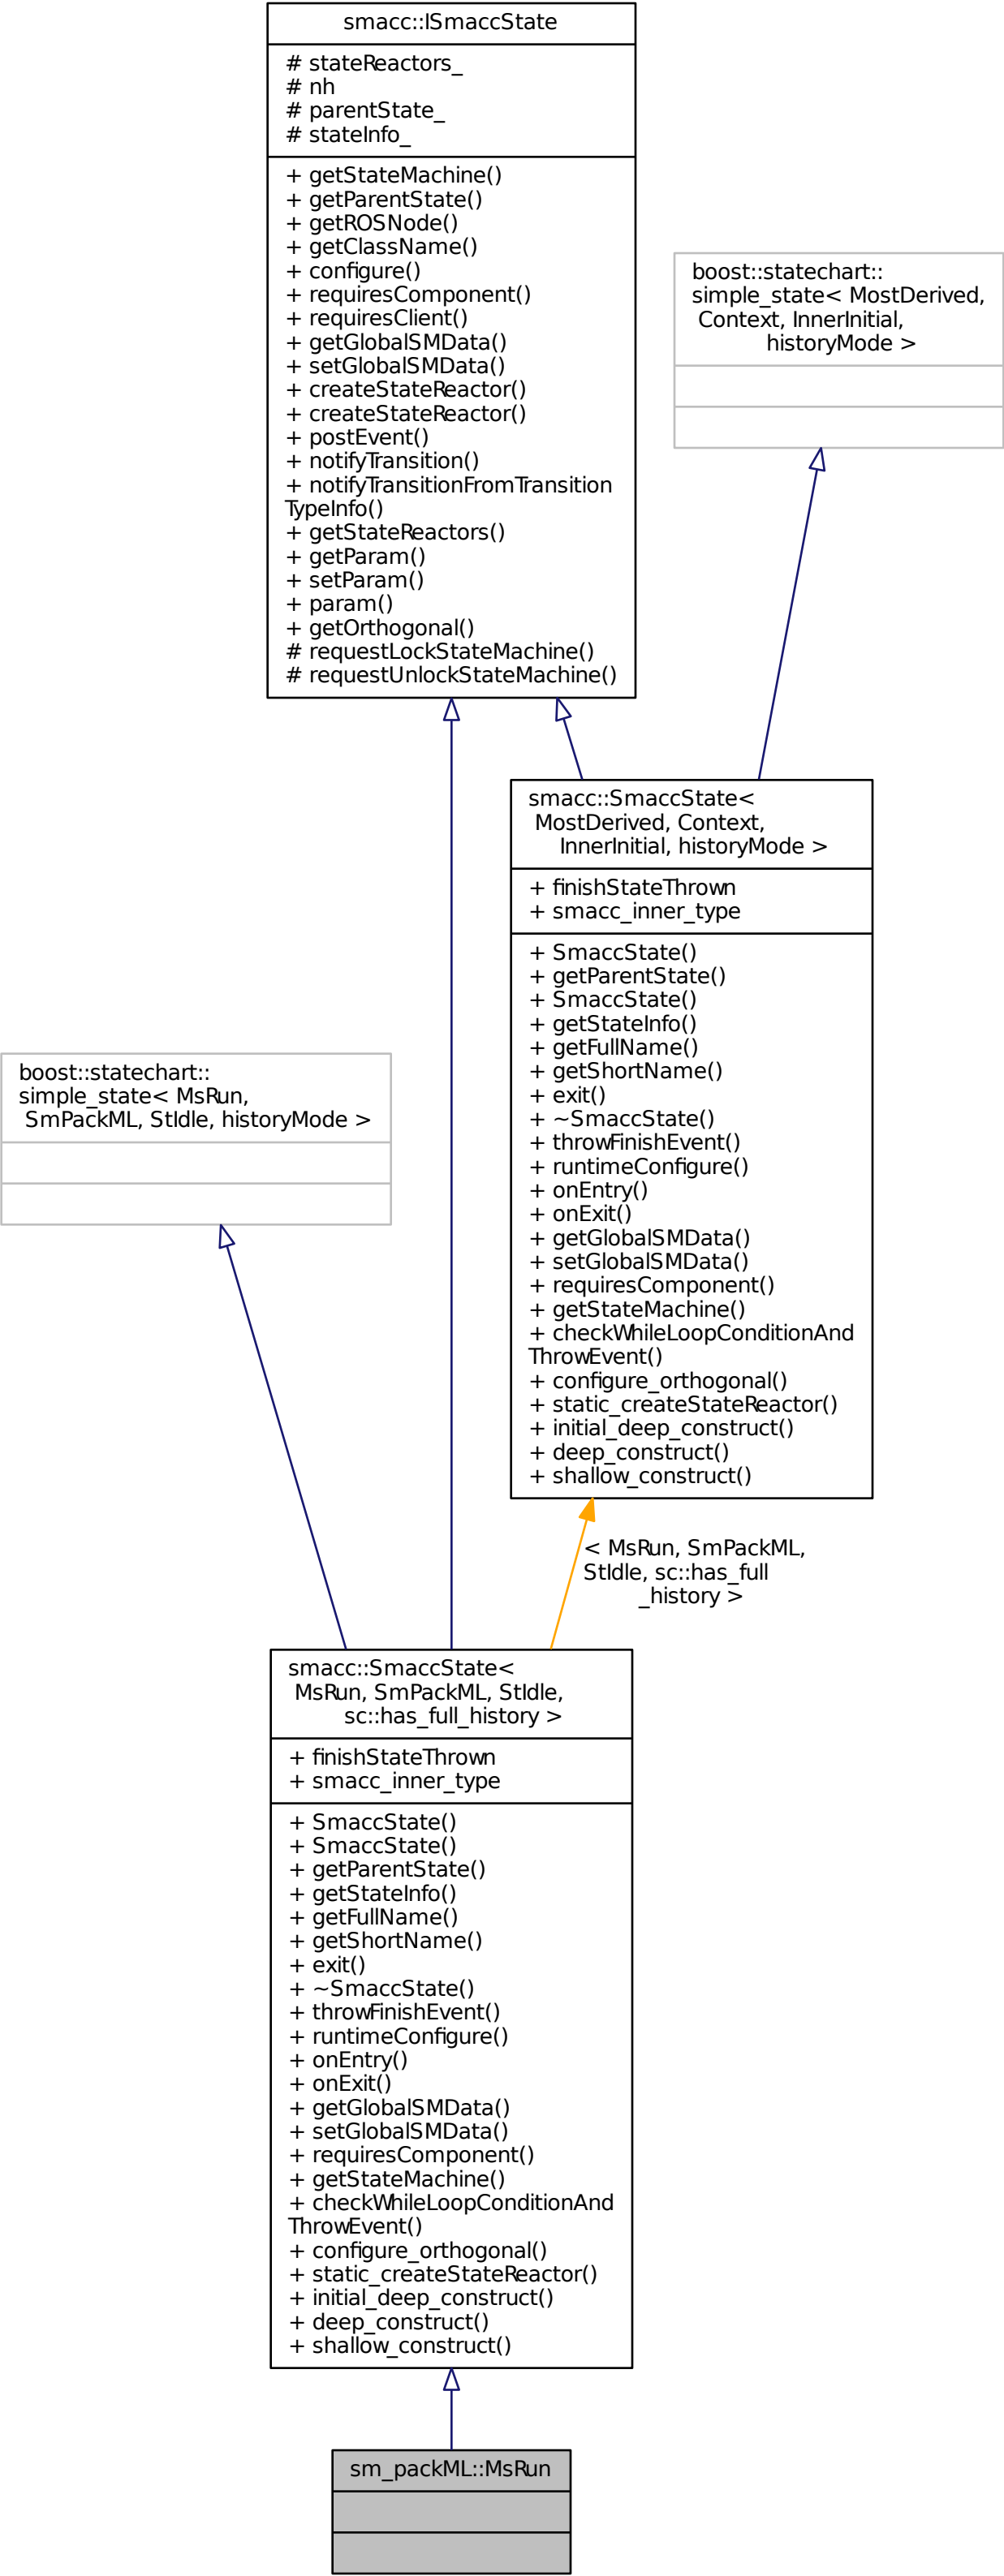 smacc::ISmaccState
# stateReactors_
# nh
# parentState_
# stateInfo_
+ getStateMachine()
+ getParentState()
+ getROSNode()
+ getClassName()
+ configure()
+ requiresComponent()
+ requiresClient()
+ getGlobalSMData()
+ setGlobalSMData()
+ createStateReactor()
+ createStateReactor()
+ postEvent()
+ notifyTransition()
+ notifyTransitionFromTransition
TypeInfo()
+ getStateReactors()
+ getParam()
+ setParam()
+ param()
+ getOrthogonal()
# requestLockStateMachine()
# requestUnlockStateMachine()
boost::statechart::
simple_state< MostDerived,
Context, InnerInitial,
historyMode >
smacc::SmaccState<
MostDerived, Context,
InnerInitial, historyMode >
+ finishStateThrown
+ smacc_inner_type
+ SmaccState()
+ getParentState()
+ SmaccState()
+ getStateInfo()
+ getFullName()
+ getShortName()
+ exit()
+ ~SmaccState()
+ throwFinishEvent()
+ runtimeConfigure()
+ onEntry()
+ onExit()
+ getGlobalSMData()
+ setGlobalSMData()
+ requiresComponent()
+ getStateMachine()
+ checkWhileLoopConditionAnd
ThrowEvent()
+ configure_orthogonal()
+ static_createStateReactor()
+ initial_deep_construct()
+ deep_construct()
+ shallow_construct()
boost::statechart::
simple_state< MsRun,
SmPackML, StIdle, historyMode >
< MsRun, SmPackML,
StIdle, sc::has_full
_history >
smacc::SmaccState<
MsRun, SmPackML, StIdle,
sc::has_full_history >
+ finishStateThrown
+ smacc_inner_type
+ SmaccState()
+ SmaccState()
+ getParentState()
+ getStateInfo()
+ getFullName()
+ getShortName()
+ exit()
+ ~SmaccState()
+ throwFinishEvent()
+ runtimeConfigure()
+ onEntry()
+ onExit()
+ getGlobalSMData()
+ setGlobalSMData()
+ requiresComponent()
+ getStateMachine()
+ checkWhileLoopConditionAnd
ThrowEvent()
+ configure_orthogonal()
+ static_createStateReactor()
+ initial_deep_construct()
+ deep_construct()
+ shallow_construct()
sm_packML::MsRun